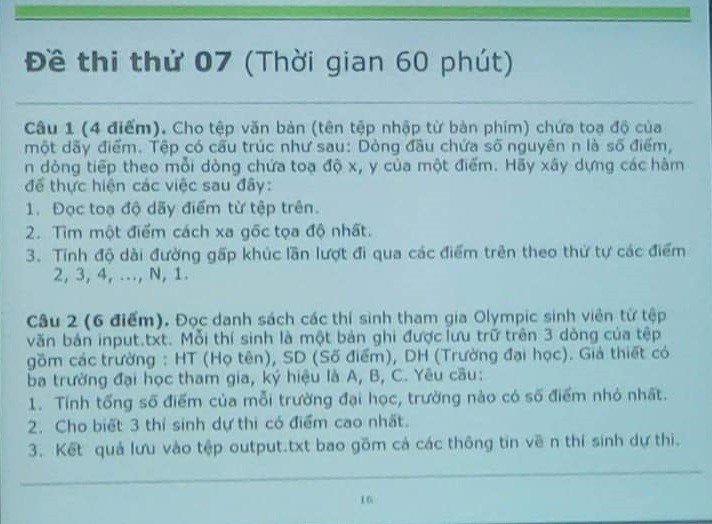 Đề thi thử 07 (Thời gian 60 phút)
Câu 1 (4 điểm). Cho tệp văn bản (tên tệp nhập từ bàn phím) chứa toạ độ của
một dãy điểm. Tệp có cấu trúc như sau: Dòng đầu chứa số nguyên n là số điểm,
n dòng tiếp theo mỗi dòng chứa toạ độ x, y của một điểm. Hãy xây dựng các hàm
để thực hiện các việc sau đây:
1. Đọc toạ độ dãy điểm từ tệp trên.
2. Tìm một điểm cách xa gốc tọa độ nhất.
3. Tính độ dài đường gấp khúc lần lượt đi qua các điểm trên theo thứ tự các điểm
2, 3, 4, ..., N, 1.
Câu 2 (6 điểm). Đọc danh sách các thí sinh tham gia Olympic sinh viên từ tệp
văn bản input.txt. Mỗi thí sinh là một bản ghi được lưu trữ trên 3 dòng của tệp
gồm các trường : HT (Họ tên), SD (Số điểm), DH (Trường đại học). Giả thiết có
ba trường đại học tham gia, ký hiệu là A, B, C. Yêu cầu:
1. Tính tổng số điểm của mỗi trường đại học, trường nào có số điểm nhỏ nhất.
2. Cho biết 3 thí sinh dự thi có điểm cao nhất.
3. Kết quả lưu vào tệp output.txt bao gồm cả các thông tin về n thí sinh dự thi.
16